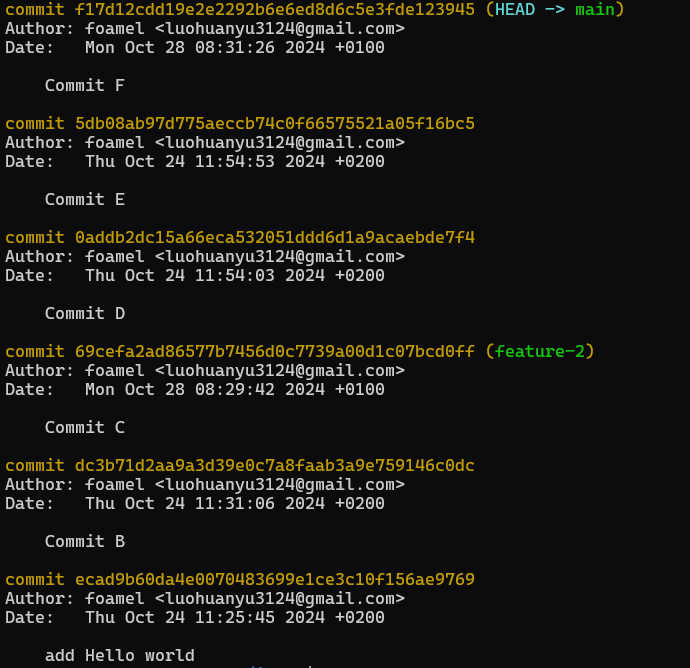 commit f17d12cdd19e2e2292b6e6ed8d6c5e3fde123945 (HEAD -> main)
Author: foamel <luohuanyu3124@gmail.com>
Date:   Mon Oct 28 08:31:26 2024 +0100
Commit F
commit 5db08ab97d775aeccb74c0f66575521a05f16bc5
Author: foamel <luohuanyu3124@gmail.com>
Date:   Thu Oct 24 11:54:53 2024 +0200
Commit E
commit 0addb2dc15a66eca532051ddd6d1a9acaebde7f4
Author: foamel <luohuanyu3124@gmail.com>
Date:   Thu Oct 24 11:54:03 2024 +0200
Commit D
commit 69cefa2ad86577b7456d0c7739a00d1c07bcd0ff (feature-2)
Author: foamel <luohuanyu3124@gmail.com>
Date:   Mon Oct 28 08:29:42 2024 +0100
Commit C
commit dc3b71d2aa9a3d39e0c7a8faab3a9e759146c0dc
Author: foamel <luohuanyu3124@gmail.com>
Date:   Thu Oct 24 11:31:06 2024 +0200
Commit B
commit ecad9b60da4e0070483699e1ce3c10f156ae9769
Author: foamel <luohuanyu3124@gmail.com>
Date:   Thu Oct 24 11:25:45 2024 +0200
add Hello world